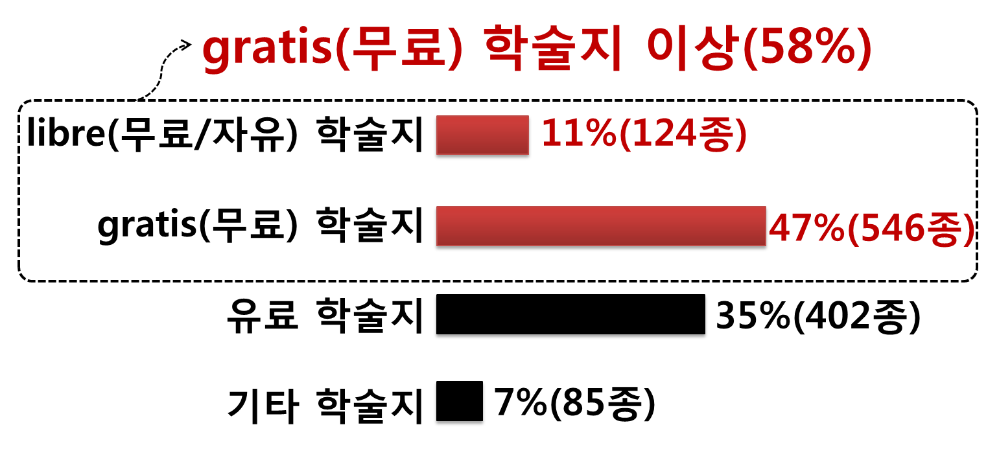 gratis(무료) 학술지 이상(58%)
libre(무료/자유) 학술지 11%(124종)
gratis(무료) 학술지 47%(546종)
유료 학술지 35%(402종)
기타 학술지 7%(85종)